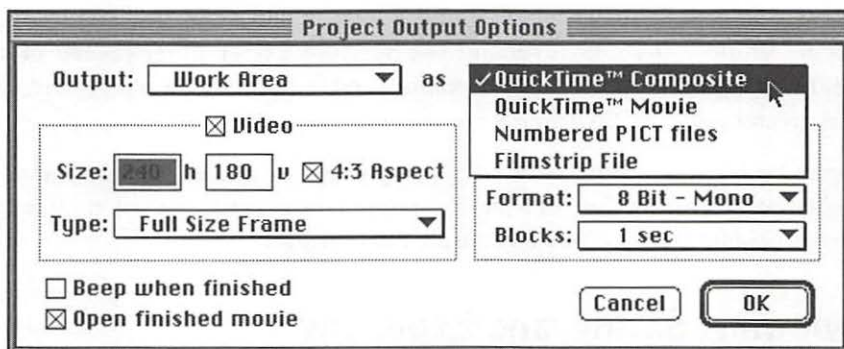 Project Output Options
Output: Work Area as ✓QuickTime™ Composite
QuickTime™ Movie
Numbered PICT files
Filmstrip File
Video
Size: 240 h 180 v 4:3 Aspect
Type: Full Size Frame
Format: 8 Bit - Mono
Blocks: 1 sec
Beep when finished
Open finished movie
Cancel OK